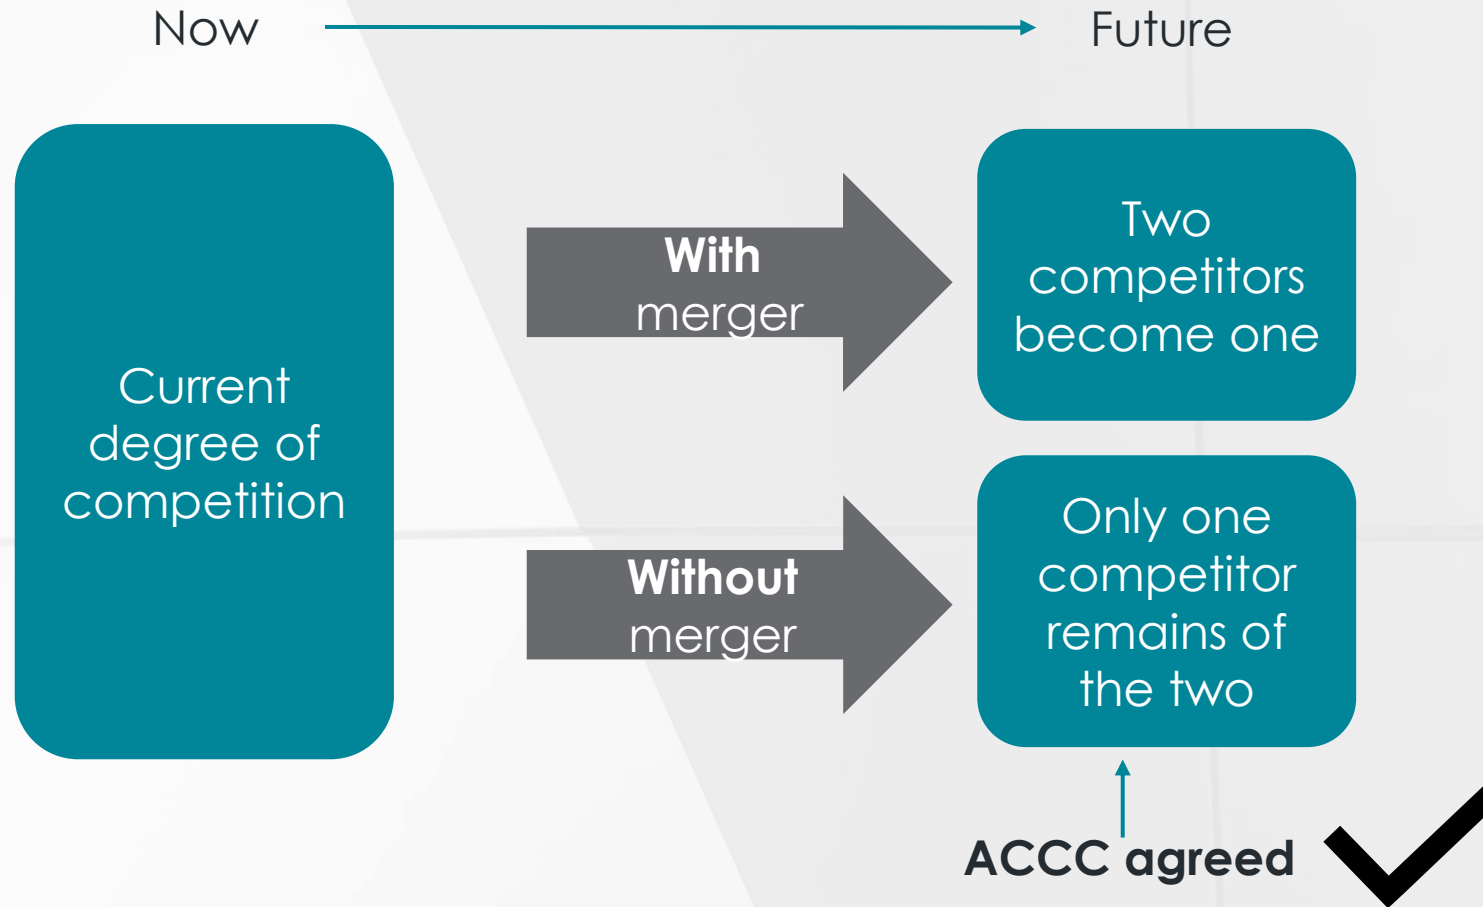 Now
Future
Current
degree of
competition
With
merger
Two
competitors
become one
Without
merger
Only one
competitor
remains of
the two
ACCC agreed